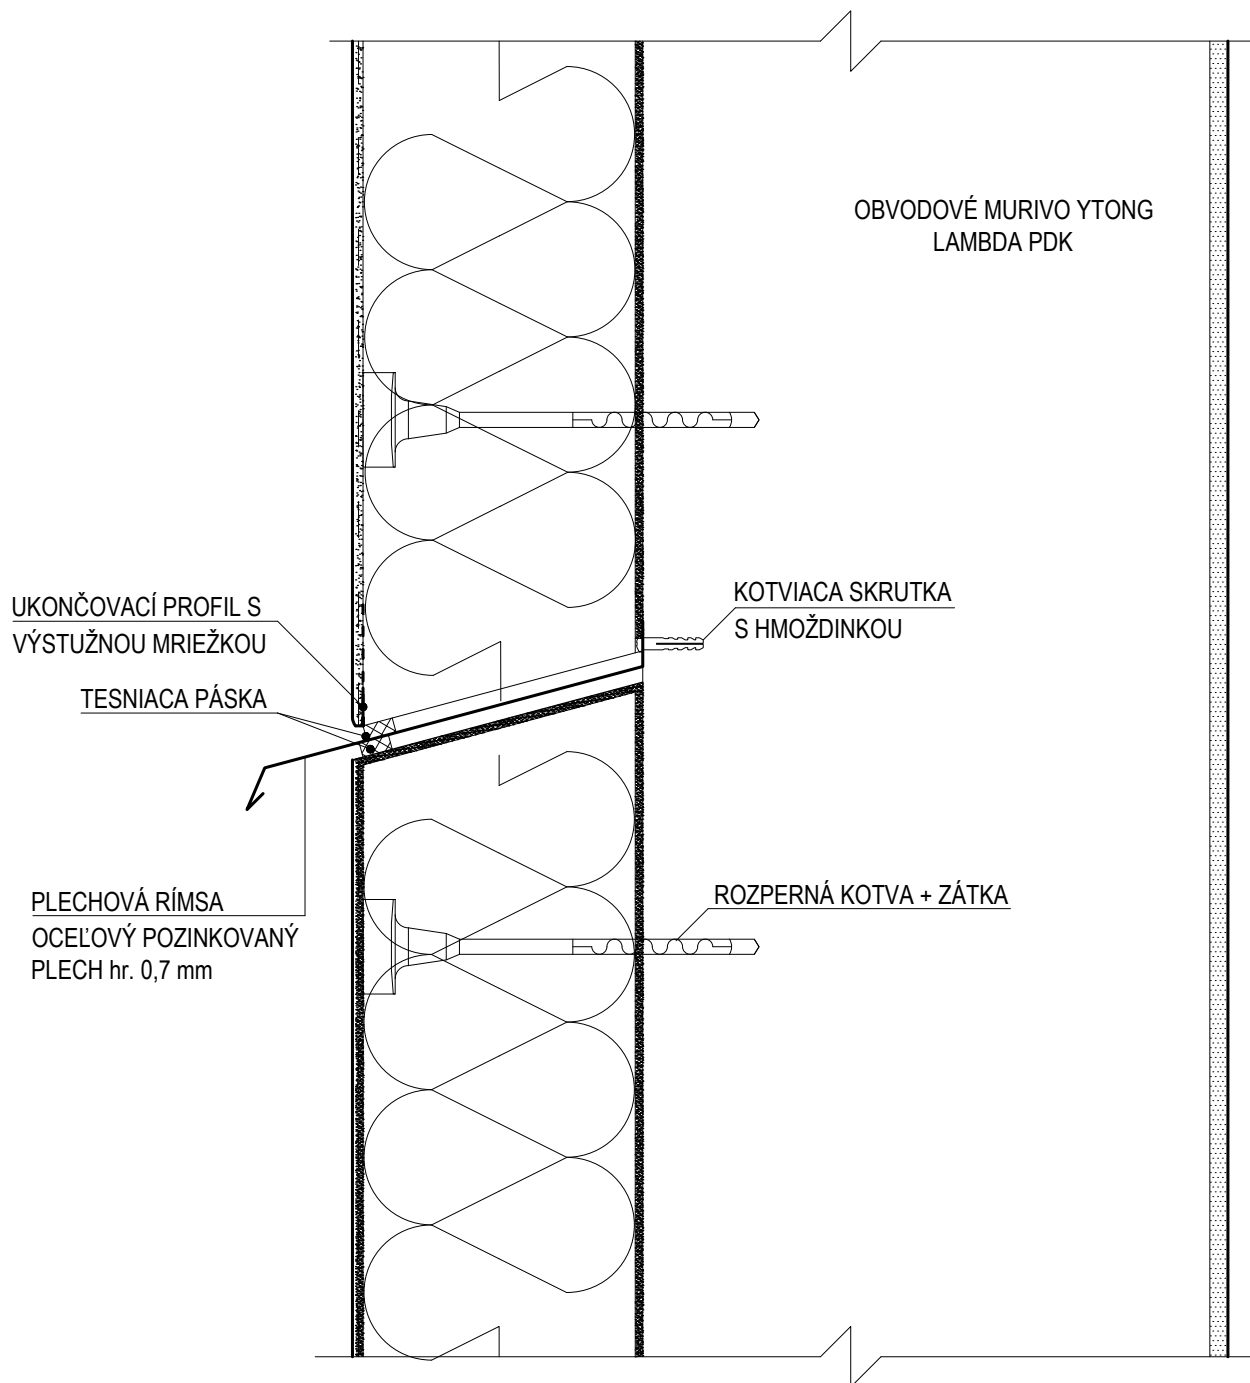 OBVODOVÉ MURIVO YTONG
LAMBDA PDK
UKONČOVACÍ PROFIL S
VÝSTUŽNOU MRIEŽKOU
KOTVIACA SKRUTKA
S HMOŽDINKOU
TESNIACA PÁSKA
PLECHOVÁ RÍMSA
OCEĽOVÝ POZINKOVANÝ
PLECH hr. 0,7 mm
ROZPERNÁ KOTVA + ZÁTKA